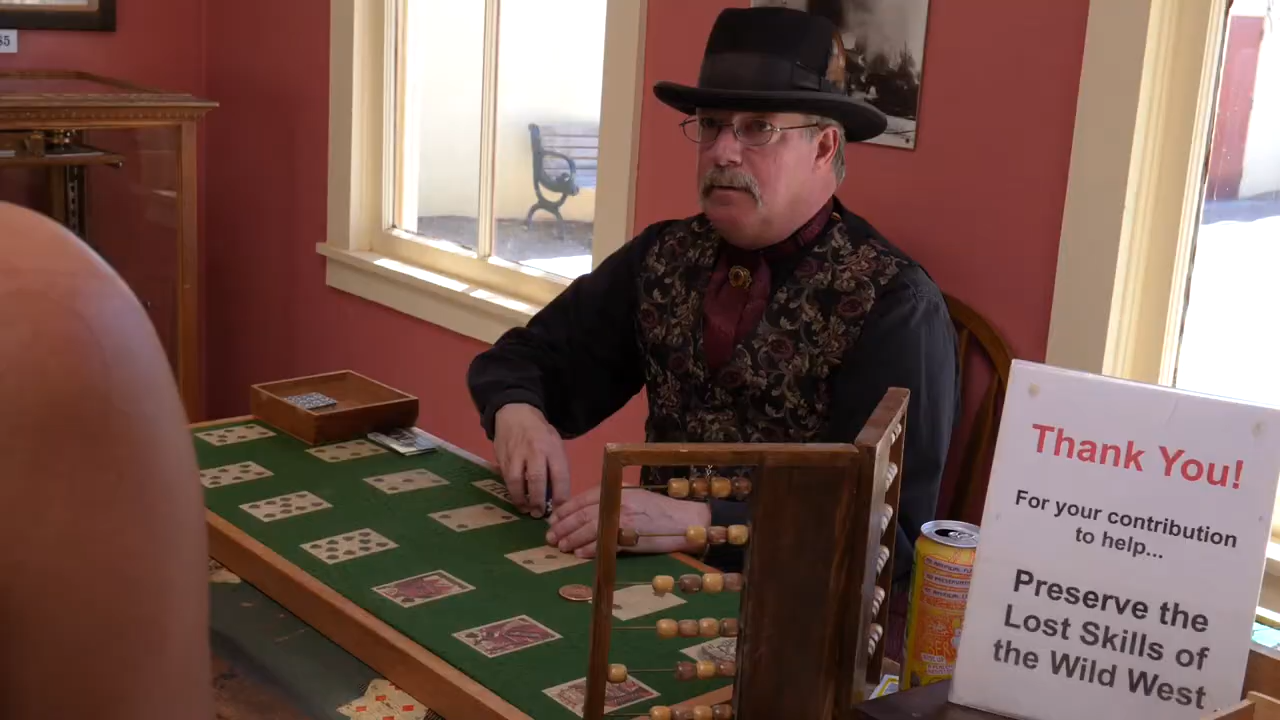 Thank You!
For your contribution
to help...
Preserve the
Lost Skills of
the Wild West